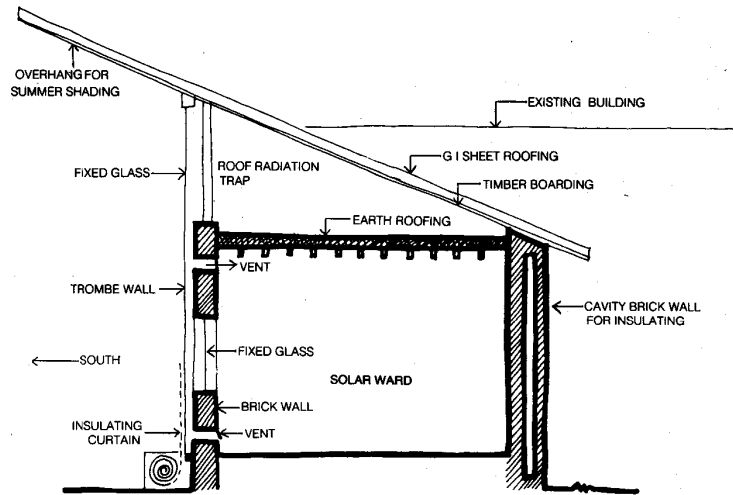 OVERHANG FOR
SUMMER SHADING
EXISTING BUILDING
G I SHEET ROOFING
FIXED GLASS
ROOF RADIATION
TRAP
TIMBER BOARDING
EARTH ROOFING
VENT
TROMBE WALL
CAVITY BRICK WALL
FOR INSULATING
SOUTH
FIXED GLASS
SOLAR WARD
BRICK WALL
INSULATING
CURTAIN
VENT